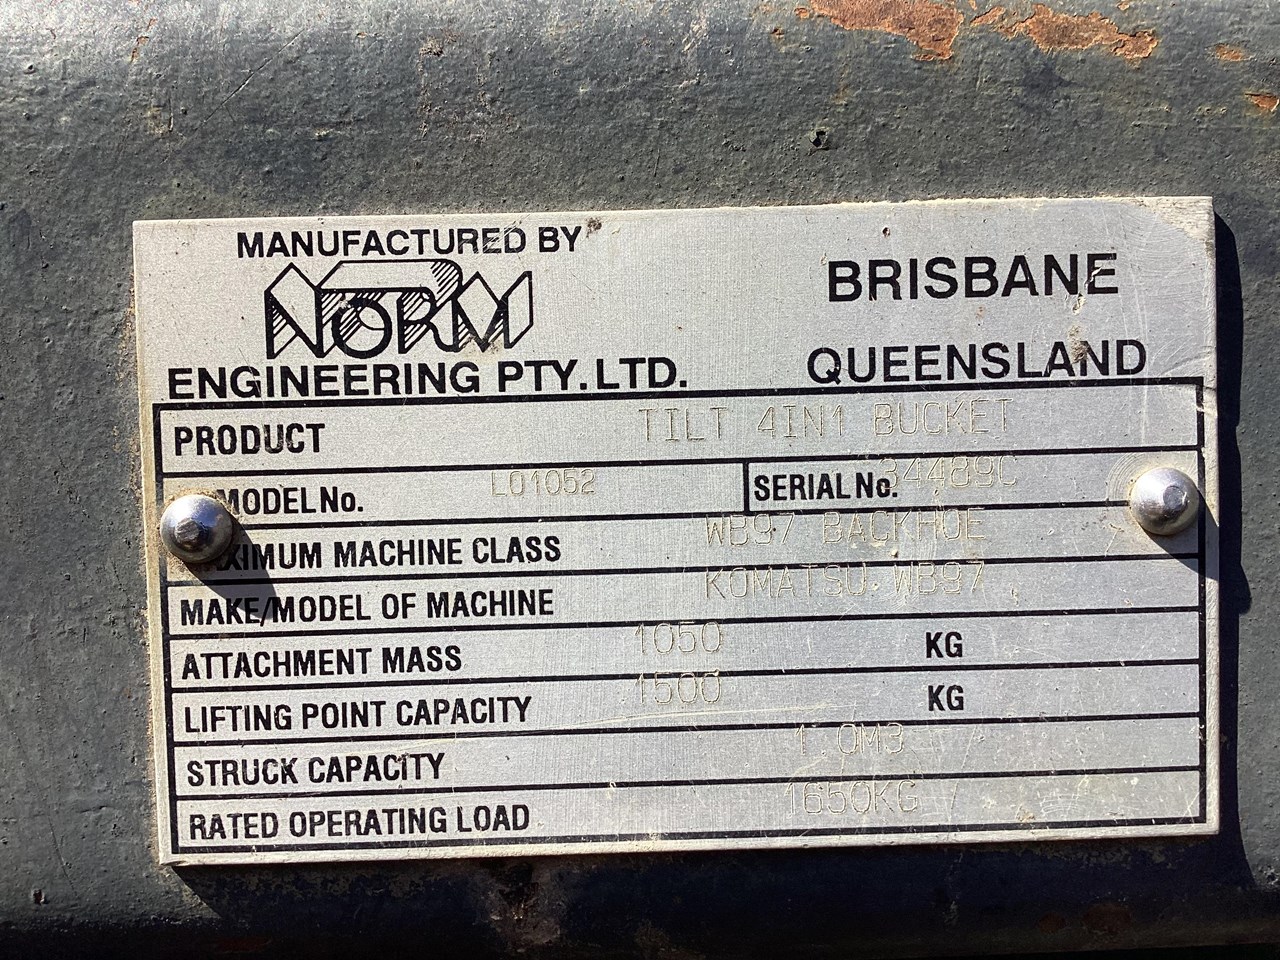 MANUFACTURED BY
NORM
ENGINEERING PTY. LTD.
BRISBANE
QUEENSLAND
PRODUCT TILT 4IN1 BUCKET
MODEL No. LO1052 SERIAL No. 34489C
MAXIMUM MACHINE CLASS WB97 BACKHOE
MAKE/MODEL OF MACHINE KOMATSU WB97
ATTACHMENT MASS 1050 KG
LIFTING POINT CAPACITY 1500 KG
STRUCK CAPACITY 1.0M3
RATED OPERATING LOAD 1650KG